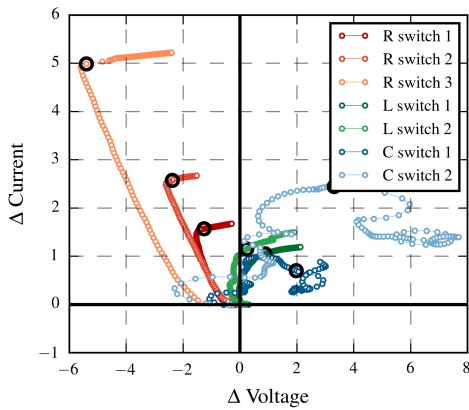 6
5
4
3
2
1
0
−1
Δ Current
R switch 1
R switch 2
R switch 3
L switch 1
L switch 2
C switch 1
C switch 2
−6 −4 −2 0 2 4 6 8
Δ Voltage